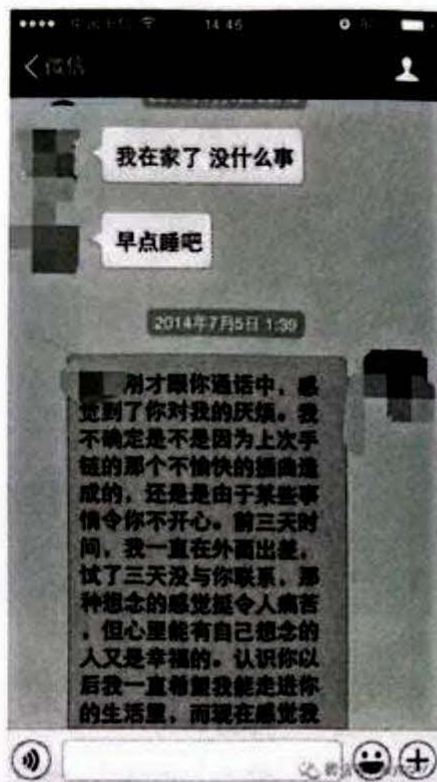 14:46
微信
我在家了 没什么事
早点睡吧
2014年7月5日 1:39
刚才跟你通话中，感
觉到了你对我的厌烦。我
不确定是不是因为上次手
链的那个不愉快的插曲造
成的，还是是由于某些事
情令你不开心。前三天时
间，我一直在外面出差，
试了三天没与你联系，那
种想念的感觉挺令人痛苦
，但心里能有自己想念的
人又是幸福的。认识你以
后我一直希望我能走进你
的生活里，而现在感觉我